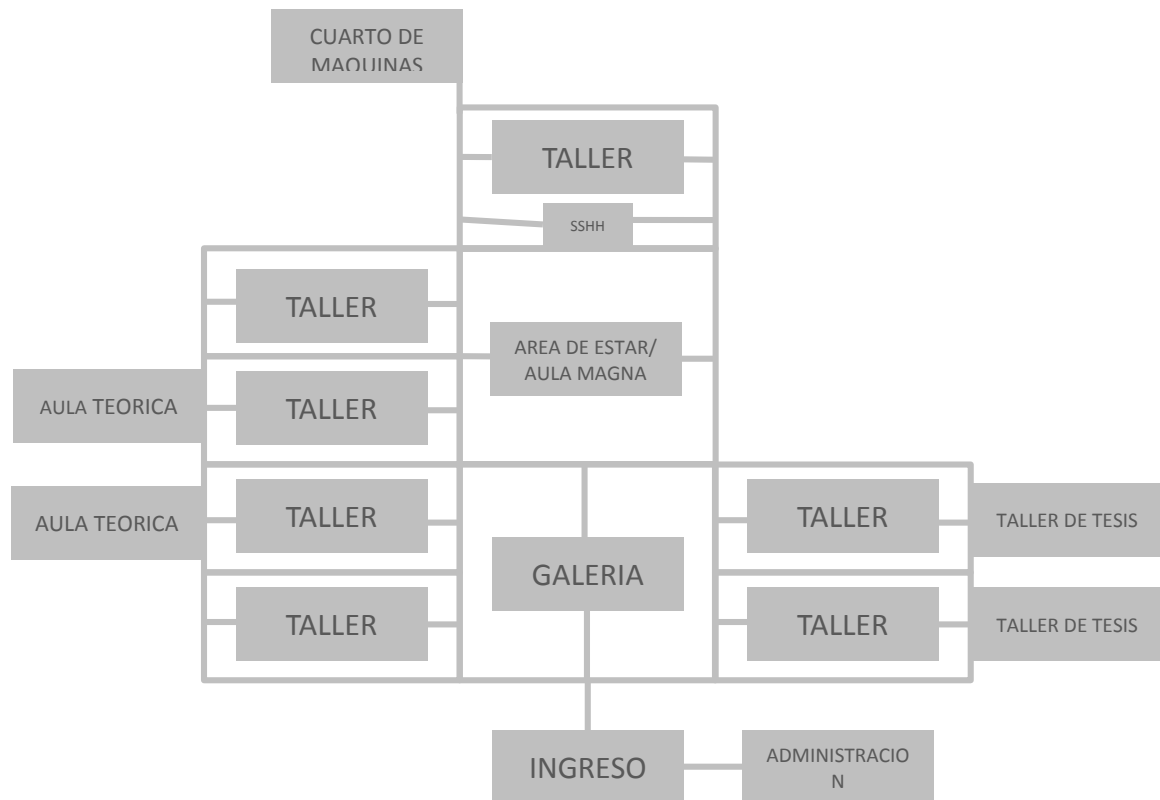 CUARTO DE
MAQUINAS
TALLER
SSHH
TALLER
AREA DE ESTAR/
AULA MAGNA
AULA TEORICA
TALLER
AULA TEORICA
TALLER
TALLER
TALLER DE TESIS
GALERIA
TALLER
TALLER
TALLER DE TESIS
INGRESO
ADMINISTRACIO
N